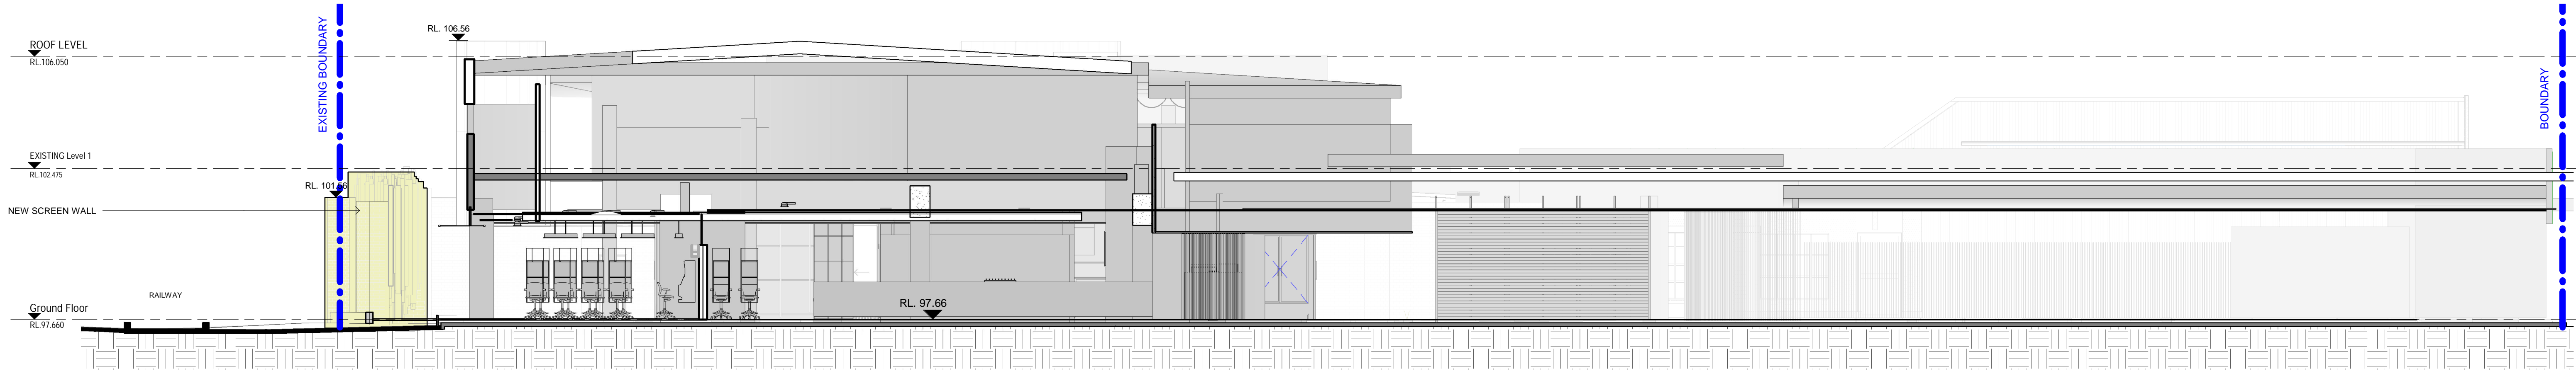 RL. 106.56
ROOF LEVEL
RL.106.050
EXISTING BOUNDARY
BOUNDARY
EXISTING Level 1
RL.102.475
RL. 101.56
NEW SCREEN WALL
RAILWAY
RL. 97.66
Ground Floor
RL.97.660